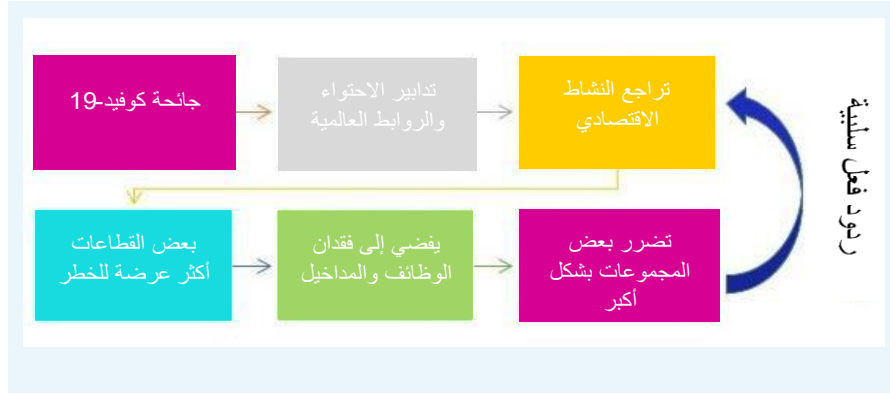 جائحة كوفيد-19
تدابير الاحتواء
والروابط العالمية
تراجع النشاط
الاقتصادي
بعض القطاعات
أكثر عرضة للخطر
يفضي إلى فقدان
الوظائف والمداخيل
تضرر بعض
المجموعات بشكل
أكبر
ردود فعل سلبية